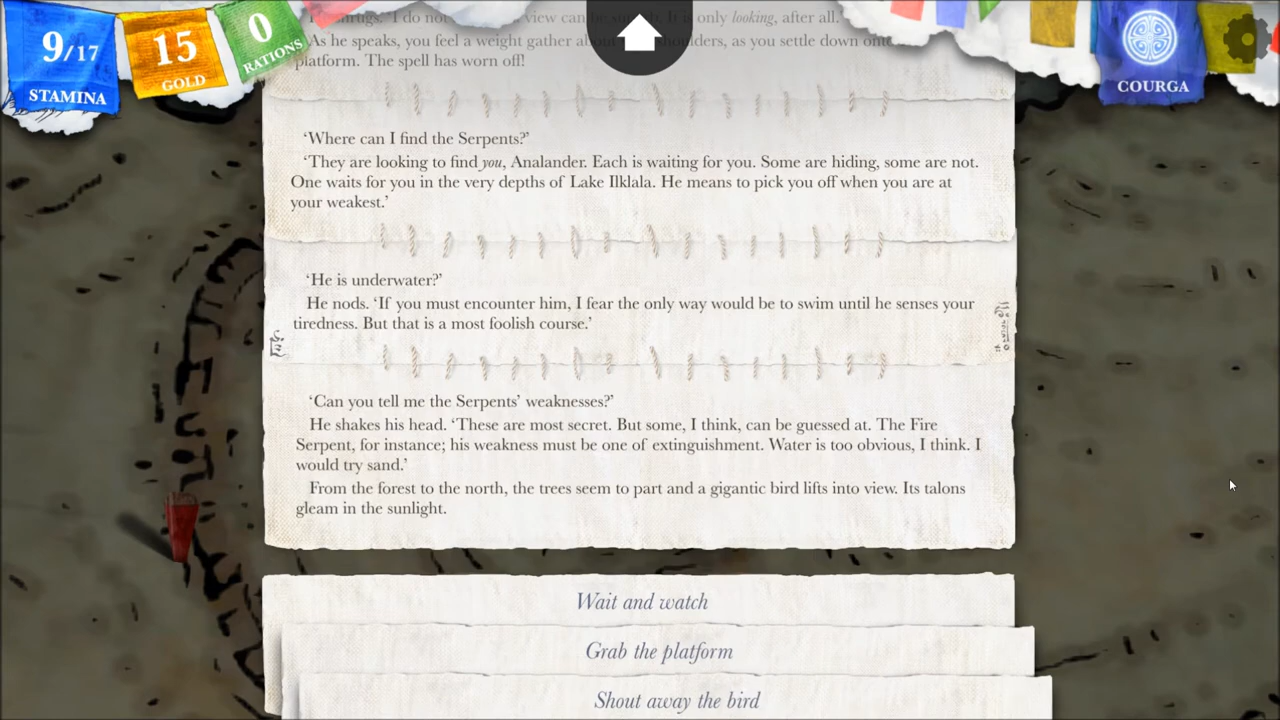 9/17
STAMINA
15
GOLD
0
RATIONS
COURGA
view can be only looking, after all.'
As he speaks, you feel a weight gather as you settle down onto
platform. The spell has worn off!
'Where can I find the Serpents?'
'They are looking to find you, Analander. Each is waiting for you. Some are hiding, some are not.
One waits for you in the very depths of Lake Ilklala. He means to pick you off when you are at
your weakest.'
'He is underwater?'
He nods. 'If you must encounter him, I fear the only way would be to swim until he senses your
tiredness. But that is a most foolish course.'
'Can you tell me the Serpents' weaknesses?'
He shakes his head. 'These are most secret. But some, I think, can be guessed at. The Fire
Serpent, for instance; his weakness must be one of extinguishment. Water is too obvious, I think. I
would try sand.'
From the forest to the north, the trees seem to part and a gigantic bird lifts into view. Its talons
gleam in the sunlight.
Wait and watch
Grab the platform
Shout away the bird